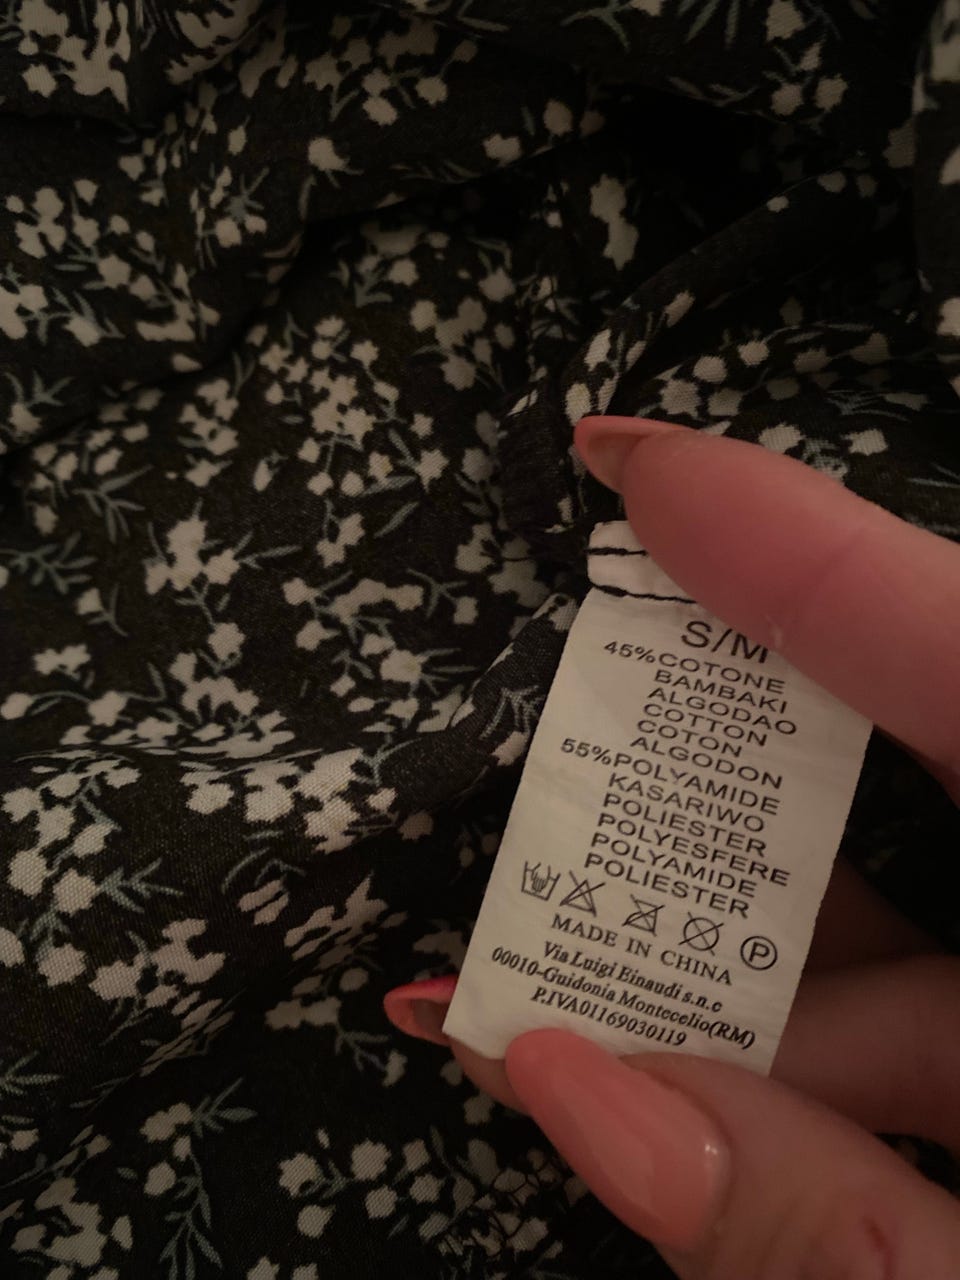 S/M
45%COTONE
BAMBAKI
ALGODAO
COTTON
COTON
ALGODON
55%POLYAMIDE
KASARIWO
POLIESTER
POLYESFERE
POLYAMIDE
POLIESTER
P
MADE IN CHINA
Via Luigi Einaudi s.n.c
00010-Guidonia Montecelio(RM)
P.IVA01169030119